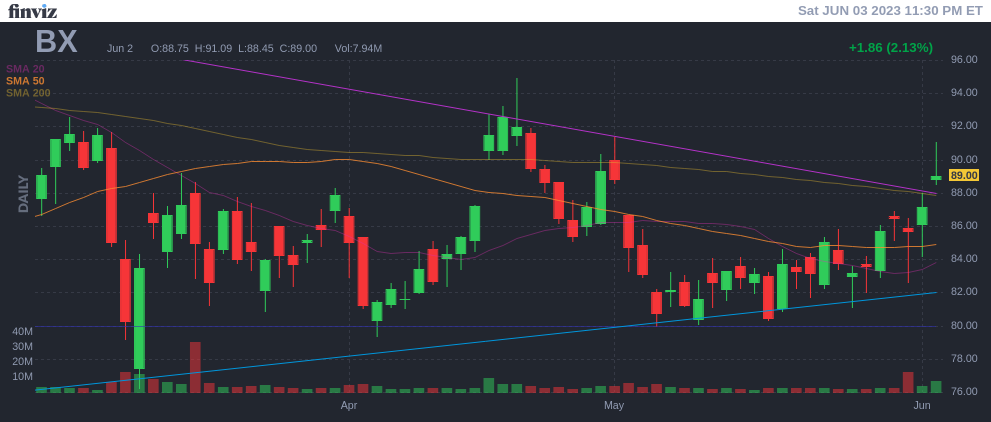 finviz
Sat JUN 03 2023 11:30 PM ET
BX
Jun 2 O:88.75 H:91.09 L:88.45 C:89.00 Vol:7.94M
+1.86 (2.13%)
SMA 20
SMA 50
SMA 200
DAILY
96.00
94.00
92.00
90.00
89.00
88.00
86.00
84.00
82.00
80.00
78.00
76.00
40M
30M
20M
10M
Apr May Jun